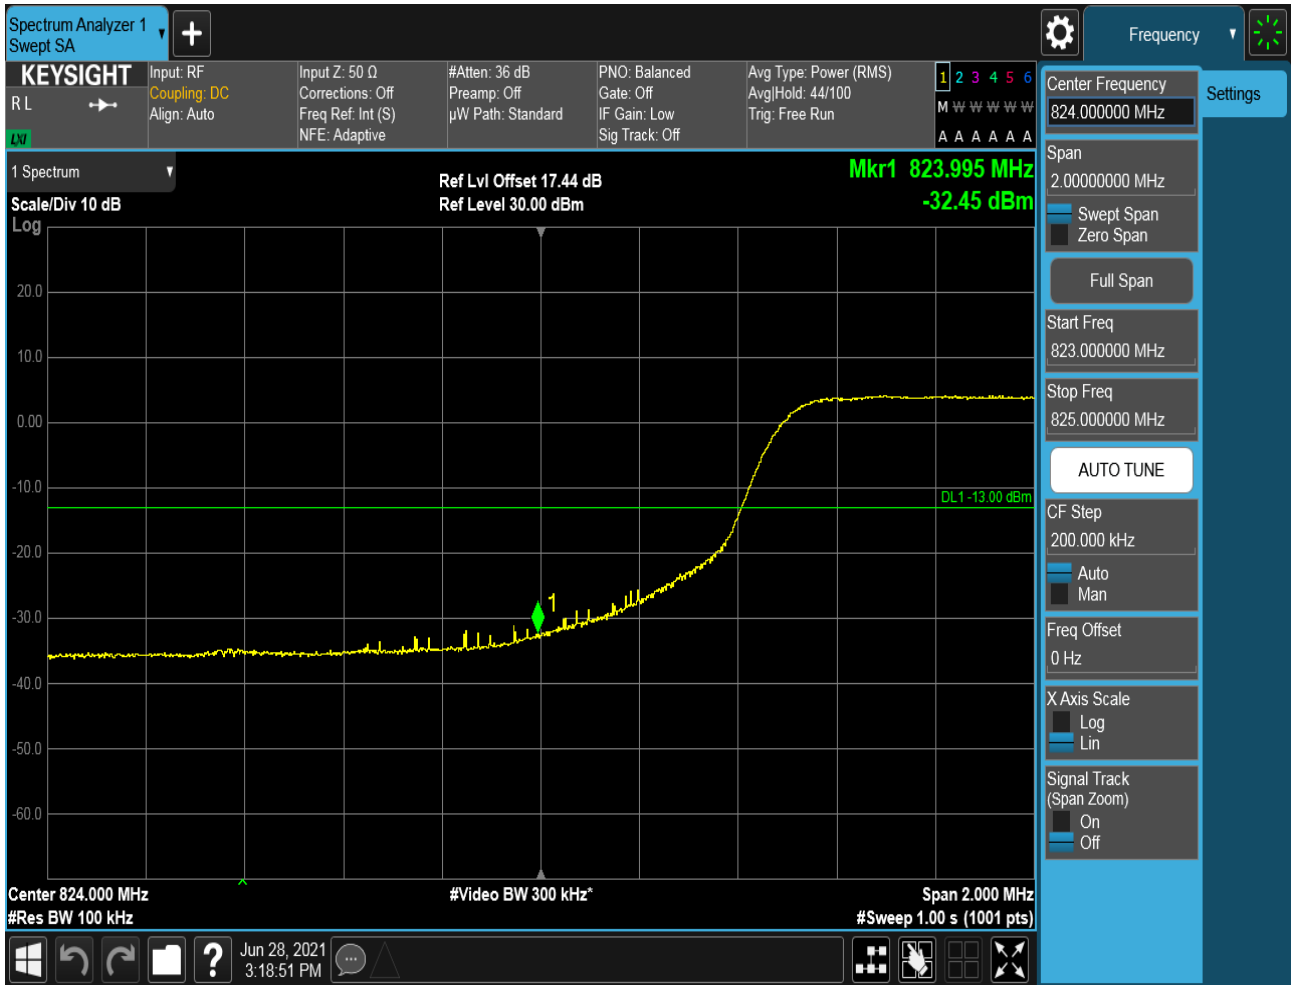 Spectrum Analyzer 1
Swept SA
Frequency
KEYSIGHT
R L
LXI
Input: RF
Coupling: DC
Align: Auto
Input Z: 50 Ω
Corrections: Off
Freq Ref: Int (S)
NFE: Adaptive
#Atten: 36 dB
Preamp: Off
µW Path: Standard
PNO: Balanced
Gate: Off
IF Gain: Low
Sig Track: Off
Avg Type: Power (RMS)
Avg|Hold: 44/100
Trig: Free Run
1 2 3 4 5 6
M W W W W W
A A A A A A
1 Spectrum
Scale/Div 10 dB
Log
Ref Lvl Offset 17.44 dB
Ref Level 30.00 dBm
Mkr1 823.995 MHz
-32.45 dBm
20.0
10.0
0.00
-10.0
-20.0
-30.0
-40.0
-50.0
-60.0
DL1 -13.00 dBm
1
Center 824.000 MHz
#Res BW 100 kHz
#Video BW 300 kHz*
Span 2.000 MHz
#Sweep 1.00 s (1001 pts)
?
Jun 28, 2021
3:18:51 PM
Center Frequency
824.000000 MHz
Settings
Span
2.00000000 MHz
Swept Span
Zero Span
Full Span
Start Freq
823.000000 MHz
Stop Freq
825.000000 MHz
AUTO TUNE
CF Step
200.000 kHz
Auto
Man
Freq Offset
0 Hz
X Axis Scale
Log
Lin
Signal Track
(Span Zoom)
On
Off